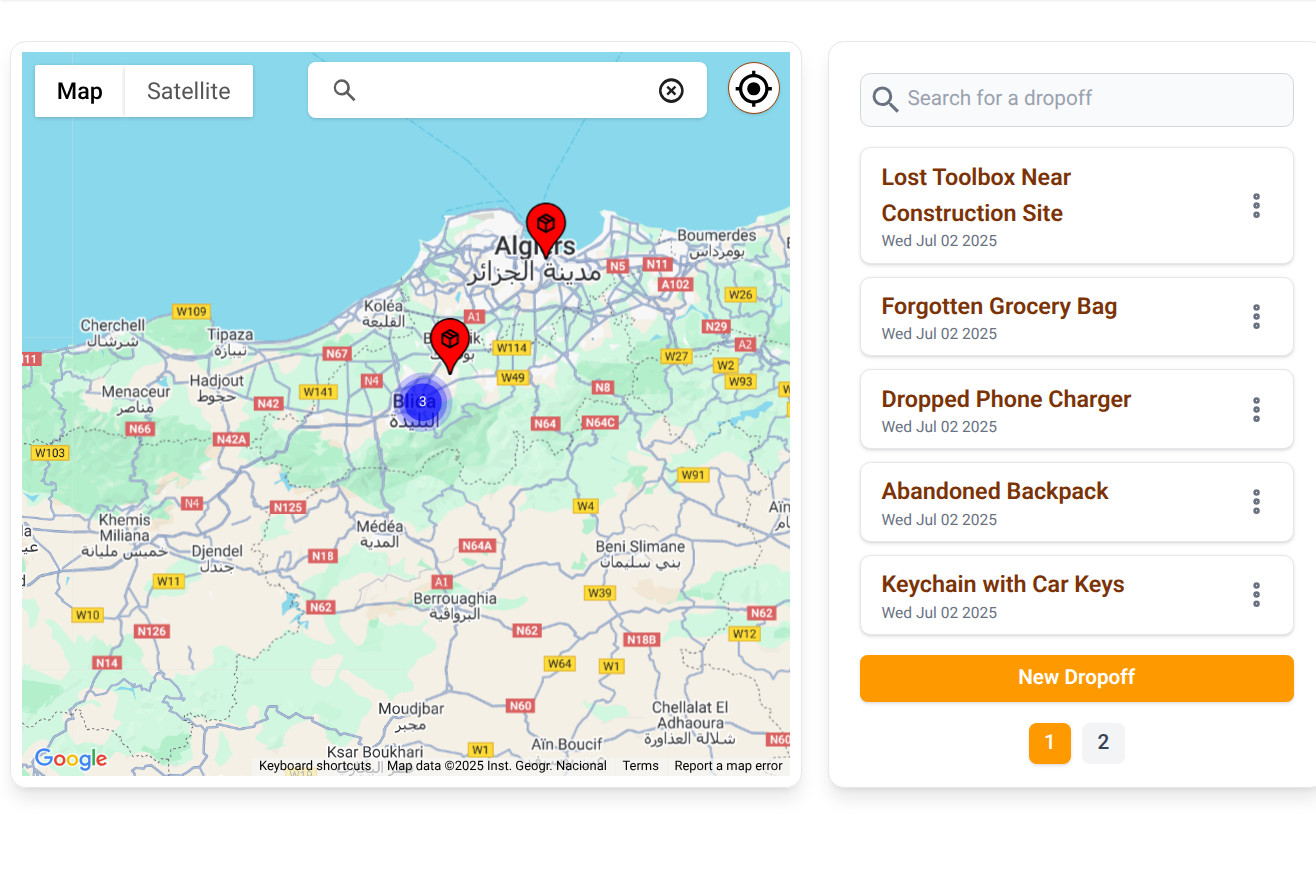 Map
Satellite
Search for a dropoff
Lost Toolbox Near
Construction Site
Wed Jul 02 2025
Forgotten Grocery Bag
Wed Jul 02 2025
Dropped Phone Charger
Wed Jul 02 2025
Abandoned Backpack
Wed Jul 02 2025
Keychain with Car Keys
Wed Jul 02 2025
New Dropoff
1
2
Boumerdes
بومرداس
مدينة الجزائر
N5
N11
A102
W26
W109
Koléa
القليعة
A1
Cherchell
شرشال
Tipaza
تيبازة
N29
A2
N67
W114
W27
W2
W93
N4
W49
N8
Hadjout
حجوط
W141
Menaceur
مناصر
N42
3
البليدة
N64
N64C
N66
N42A
W103
W91
N4
N125
W4
Khemis
Miliana
خميس مليانة
Médéa
المدية
Djendel
جندل
N18
N64A
Beni Slimane
بني سليمان
W11
A1
Berrouaghia
البرواقية
W39
W10
N62
N62
N126
N62
N18B
W12
N14
W64
W1
N60
Moudjbar
مجبر
Chellalat El
Adhaoura
شلالة العذاورة
Ksar Boukhari
W1
Aïn Boucif
Google
Keyboard shortcuts
Map data ©2025 Inst. Geogr. Nacional
Terms
Report a map error